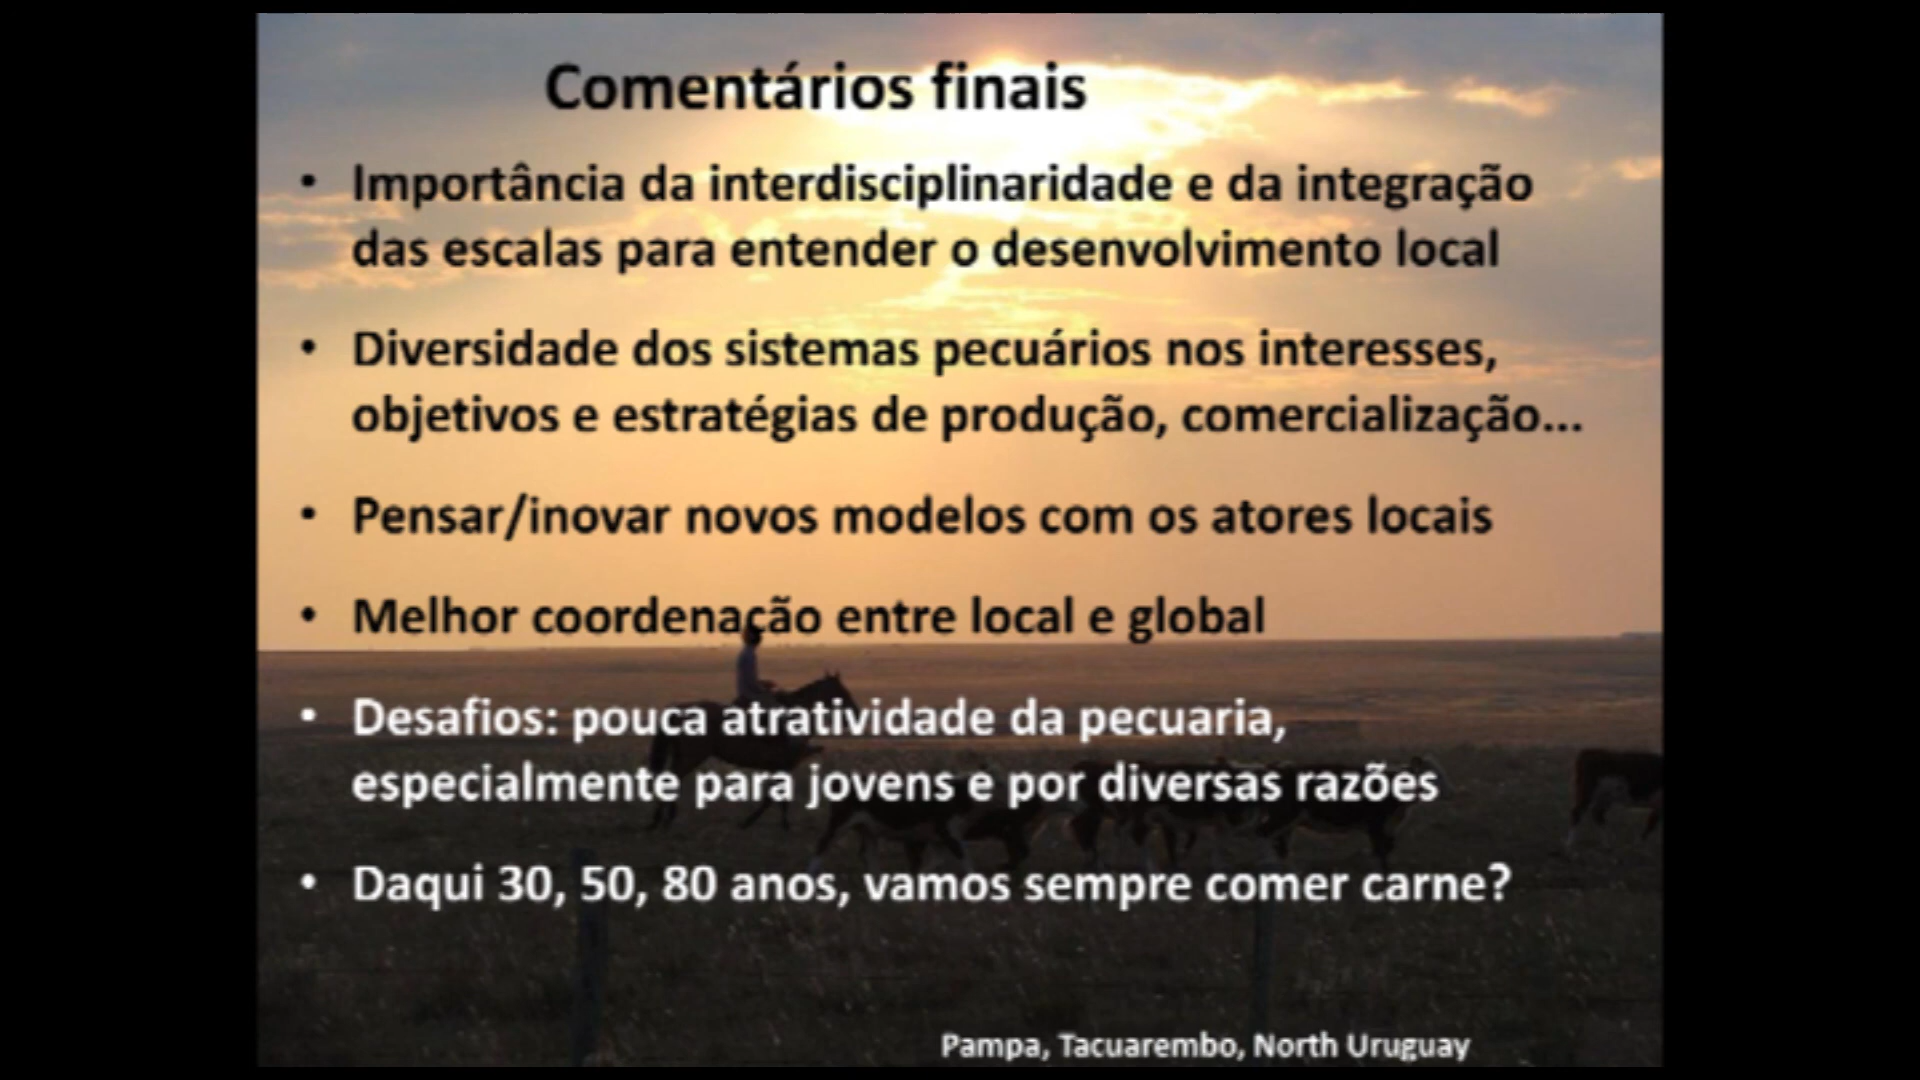 Comentários finais
• Importância da interdisciplinaridade e da integração
das escalas para entender o desenvolvimento local
• Diversidade dos sistemas pecuários nos interesses,
objetivos e estratégias de produção, comercialização...
• Pensar/inovar novos modelos com os atores locais
• Melhor coordenação entre local e global
• Desafios: pouca atratividade da pecuaria,
especialmente para jovens e por diversas razões
• Daqui 30, 50, 80 anos, vamos sempre comer carne?
Pampa, Tacuarembo, North Uruguay